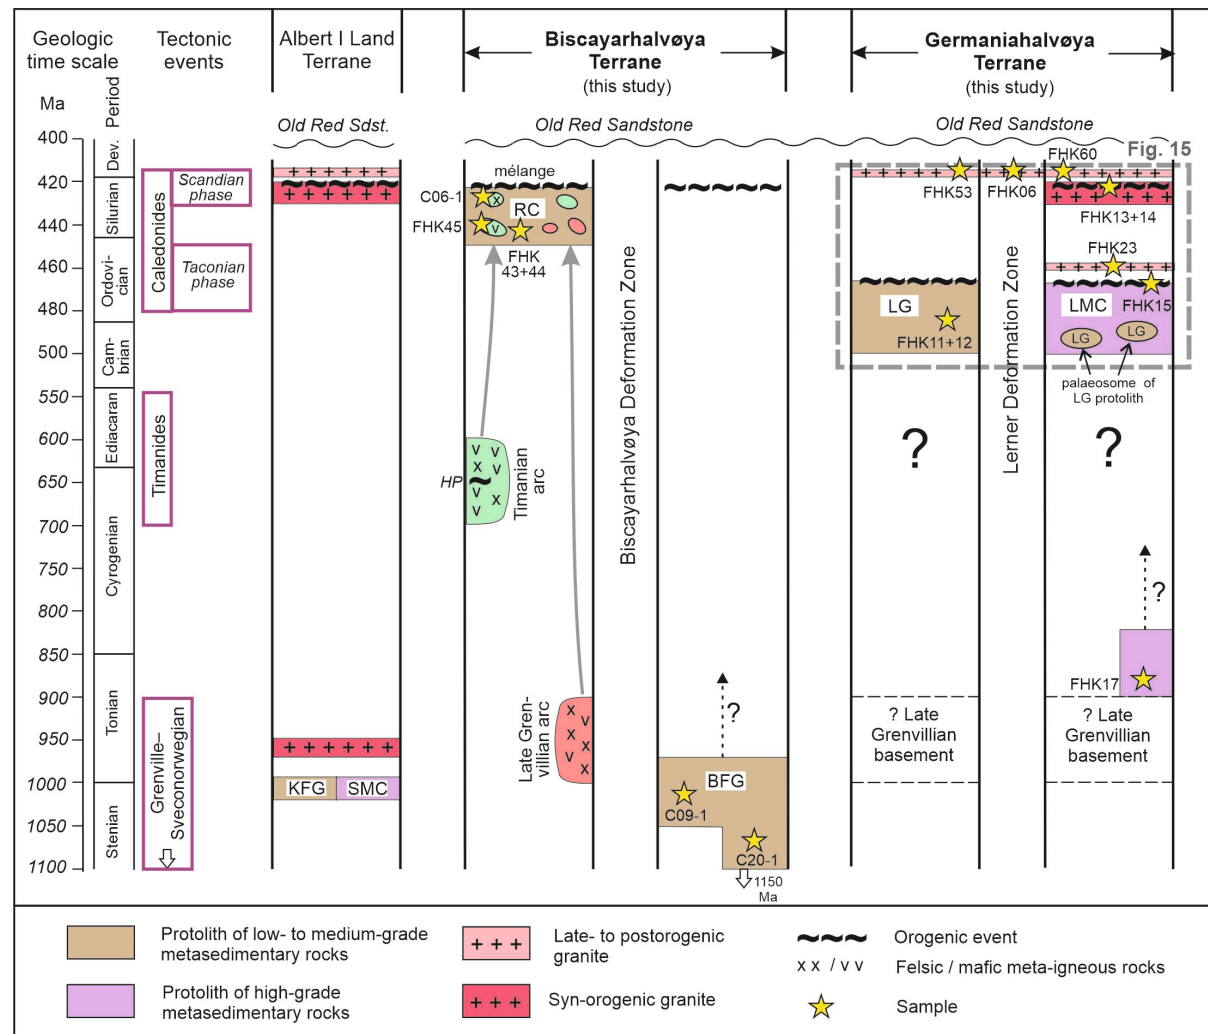 Geologic
time scale
Tectonic
events
Albert I Land
Terrane
Biscayarhalvøya
Terrane
(this study)
Germaniahalvøya
Terrane
(this study)
Ma
Period
Old Red Sdst.
Old Red Sandstone
Old Red Sandstone
400
420
440
460
480
500
550
600
650
700
750
800
850
900
950
1000
1050
1100
Dev.
Silurian
Ordovi-
cian
Cam-
brian
Ediacaran
Cyrogenian
Tonian
Stenian
Caledonides
Scandian
phase
Taconian
phase
Timanides
Grenville–
Sveconorwegian
KFG
SMC
mélange
C06-1
x
RC
FHK45
v
FHK
43+44
HP
v v
x v
v x
v
Timanian
arc
Late Gren-
villian arc
x v
x x
v x
Biscayarhalvøya Deformation Zone
?
BFG
C09-1
C20-1
1150
Ma
Fig. 15
FHK60
FHK53
FHK06
FHK13+14
FHK23
LG
FHK11+12
LMC
FHK15
LG
LG
palaeosome of
LG protolith
Lerner Deformation Zone
?
?
?
FHK17
? Late
Grenvillian
basement
? Late
Grenvillian
basement
Protolith of low- to medium-grade
metasedimentary rocks
Protolith of high-grade
metasedimentary rocks
+ + +
Late- to postorogenic
granite
+ + +
Syn-orogenic granite
Orogenic event
x x / v v Felsic / mafic meta-igneous rocks
Sample